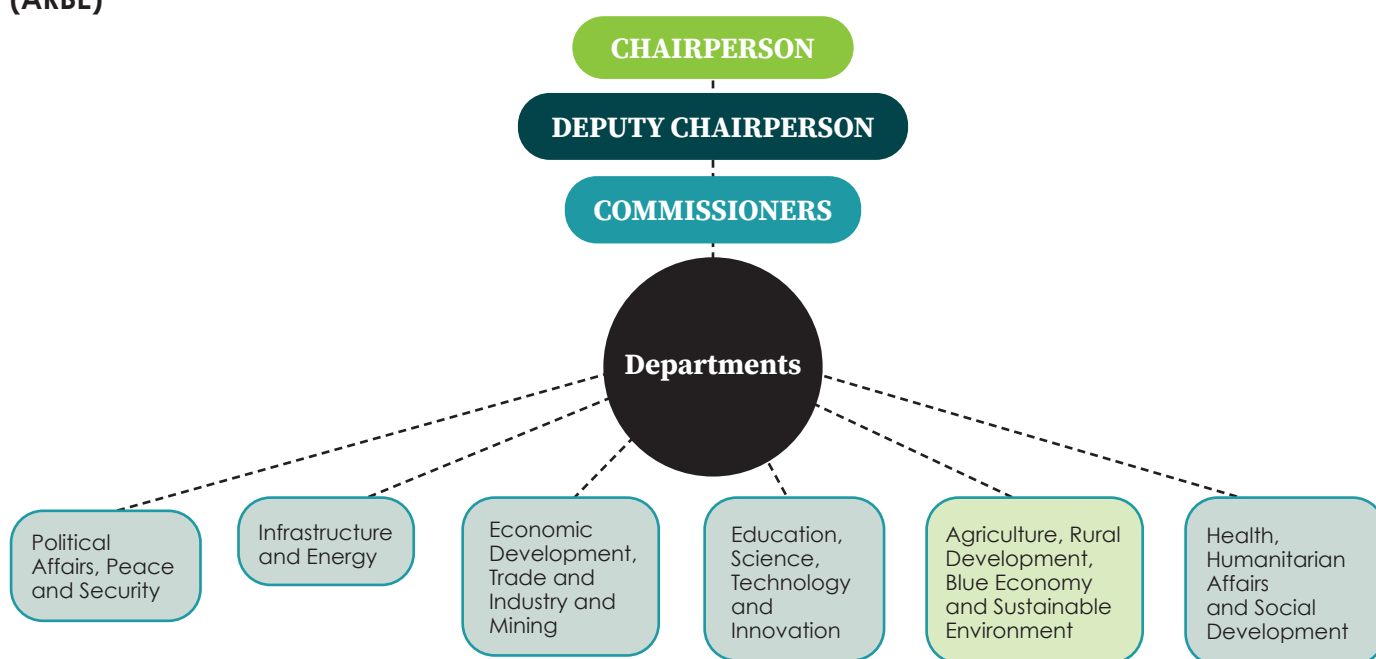 (ARBE)
CHAIRPERSON
DEPUTY CHAIRPERSON
COMMISSIONERS
Departments
Political
Affairs, Peace
and Security
Infrastructure
and Energy
Economic
Development,
Trade and
Industry and
Mining
Education,
Science,
Technology
and
Innovation
Agriculture, Rural
Development,
Blue Economy
and Sustainable
Environment
Health,
Humanitarian
Affairs
and Social
Development